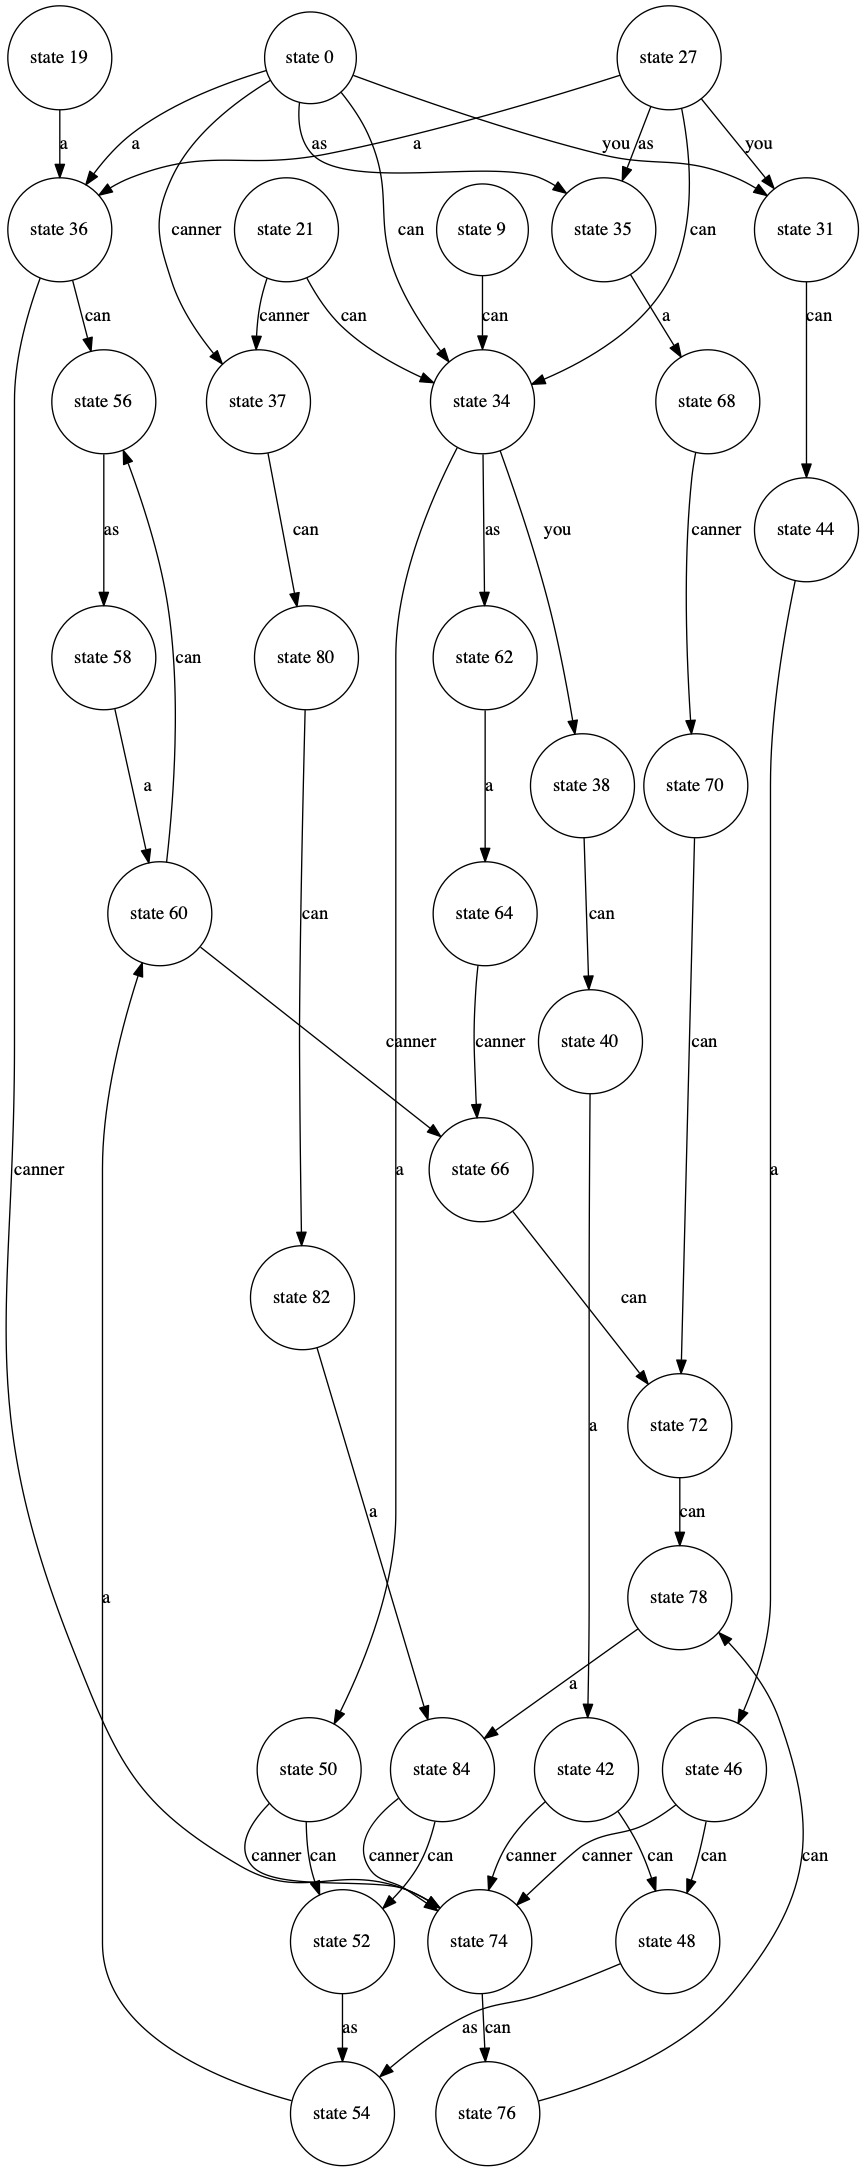 state 19
state 0
state 27
a
a
as
a
you
as
you
state 36
canner
state 21
can
state 9
state 35
can
state 31
can
canner
can
can
a
can
state 56
state 37
state 34
state 68
as
can
as
you
canner
state 44
state 58
can
state 80
state 62
a
a
state 38
state 70
state 60
can
state 64
can
canner
canner
state 40
can
canner
a
state 66
a
state 82
can
a
state 72
a
can
a
state 78
a
state 50
state 84
state 42
state 46
canner
can
canner
can
canner
can
canner
can
can
state 52
state 74
state 48
as
as
can
state 54
state 76